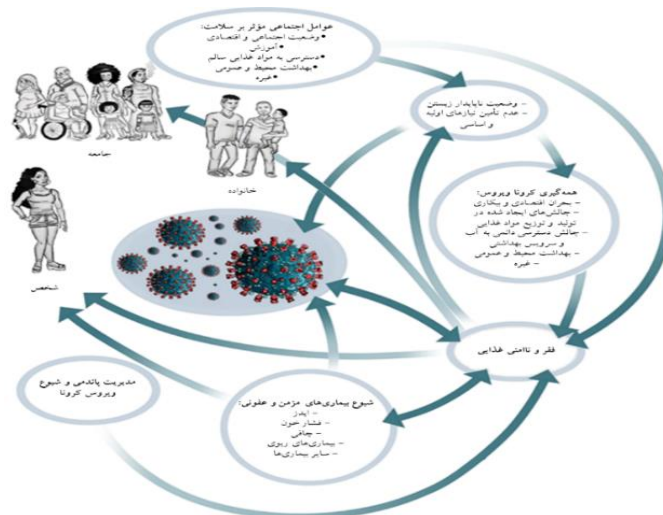 عوامل اجتماعی مؤثر بر سلامت:
•وضعیت اجتماعی و اقتصادی
•آموزش
•دسترسی به مواد غذایی سالم
•بهداشت محیط و عمومی
•غیره
جامعه
خانواده
شخص
- وضعیت ناپایدار زیستن
- عدم تأمین نیازهای اولیه
و اساسی
همه‌گیری کرونا ویروس:
- بحران اقتصادی و بیکاری
- چالش‌های ایجاد شده در
تولید و توزیع مواد غذایی
- چالش دسترسی دائمی به آب
و سرویس بهداشتی
- بهداشت محیط و عمومی
- غیره
فقر و ناامنی غذایی
شیوع بیماری‌های مزمن و عفونی:
- ایدز
- فشار خون
- چاقی
- بیماری‌های ریوی
- سایر بیماری‌ها
مدیریت پاندمی و شیوع
ویروس کرونا